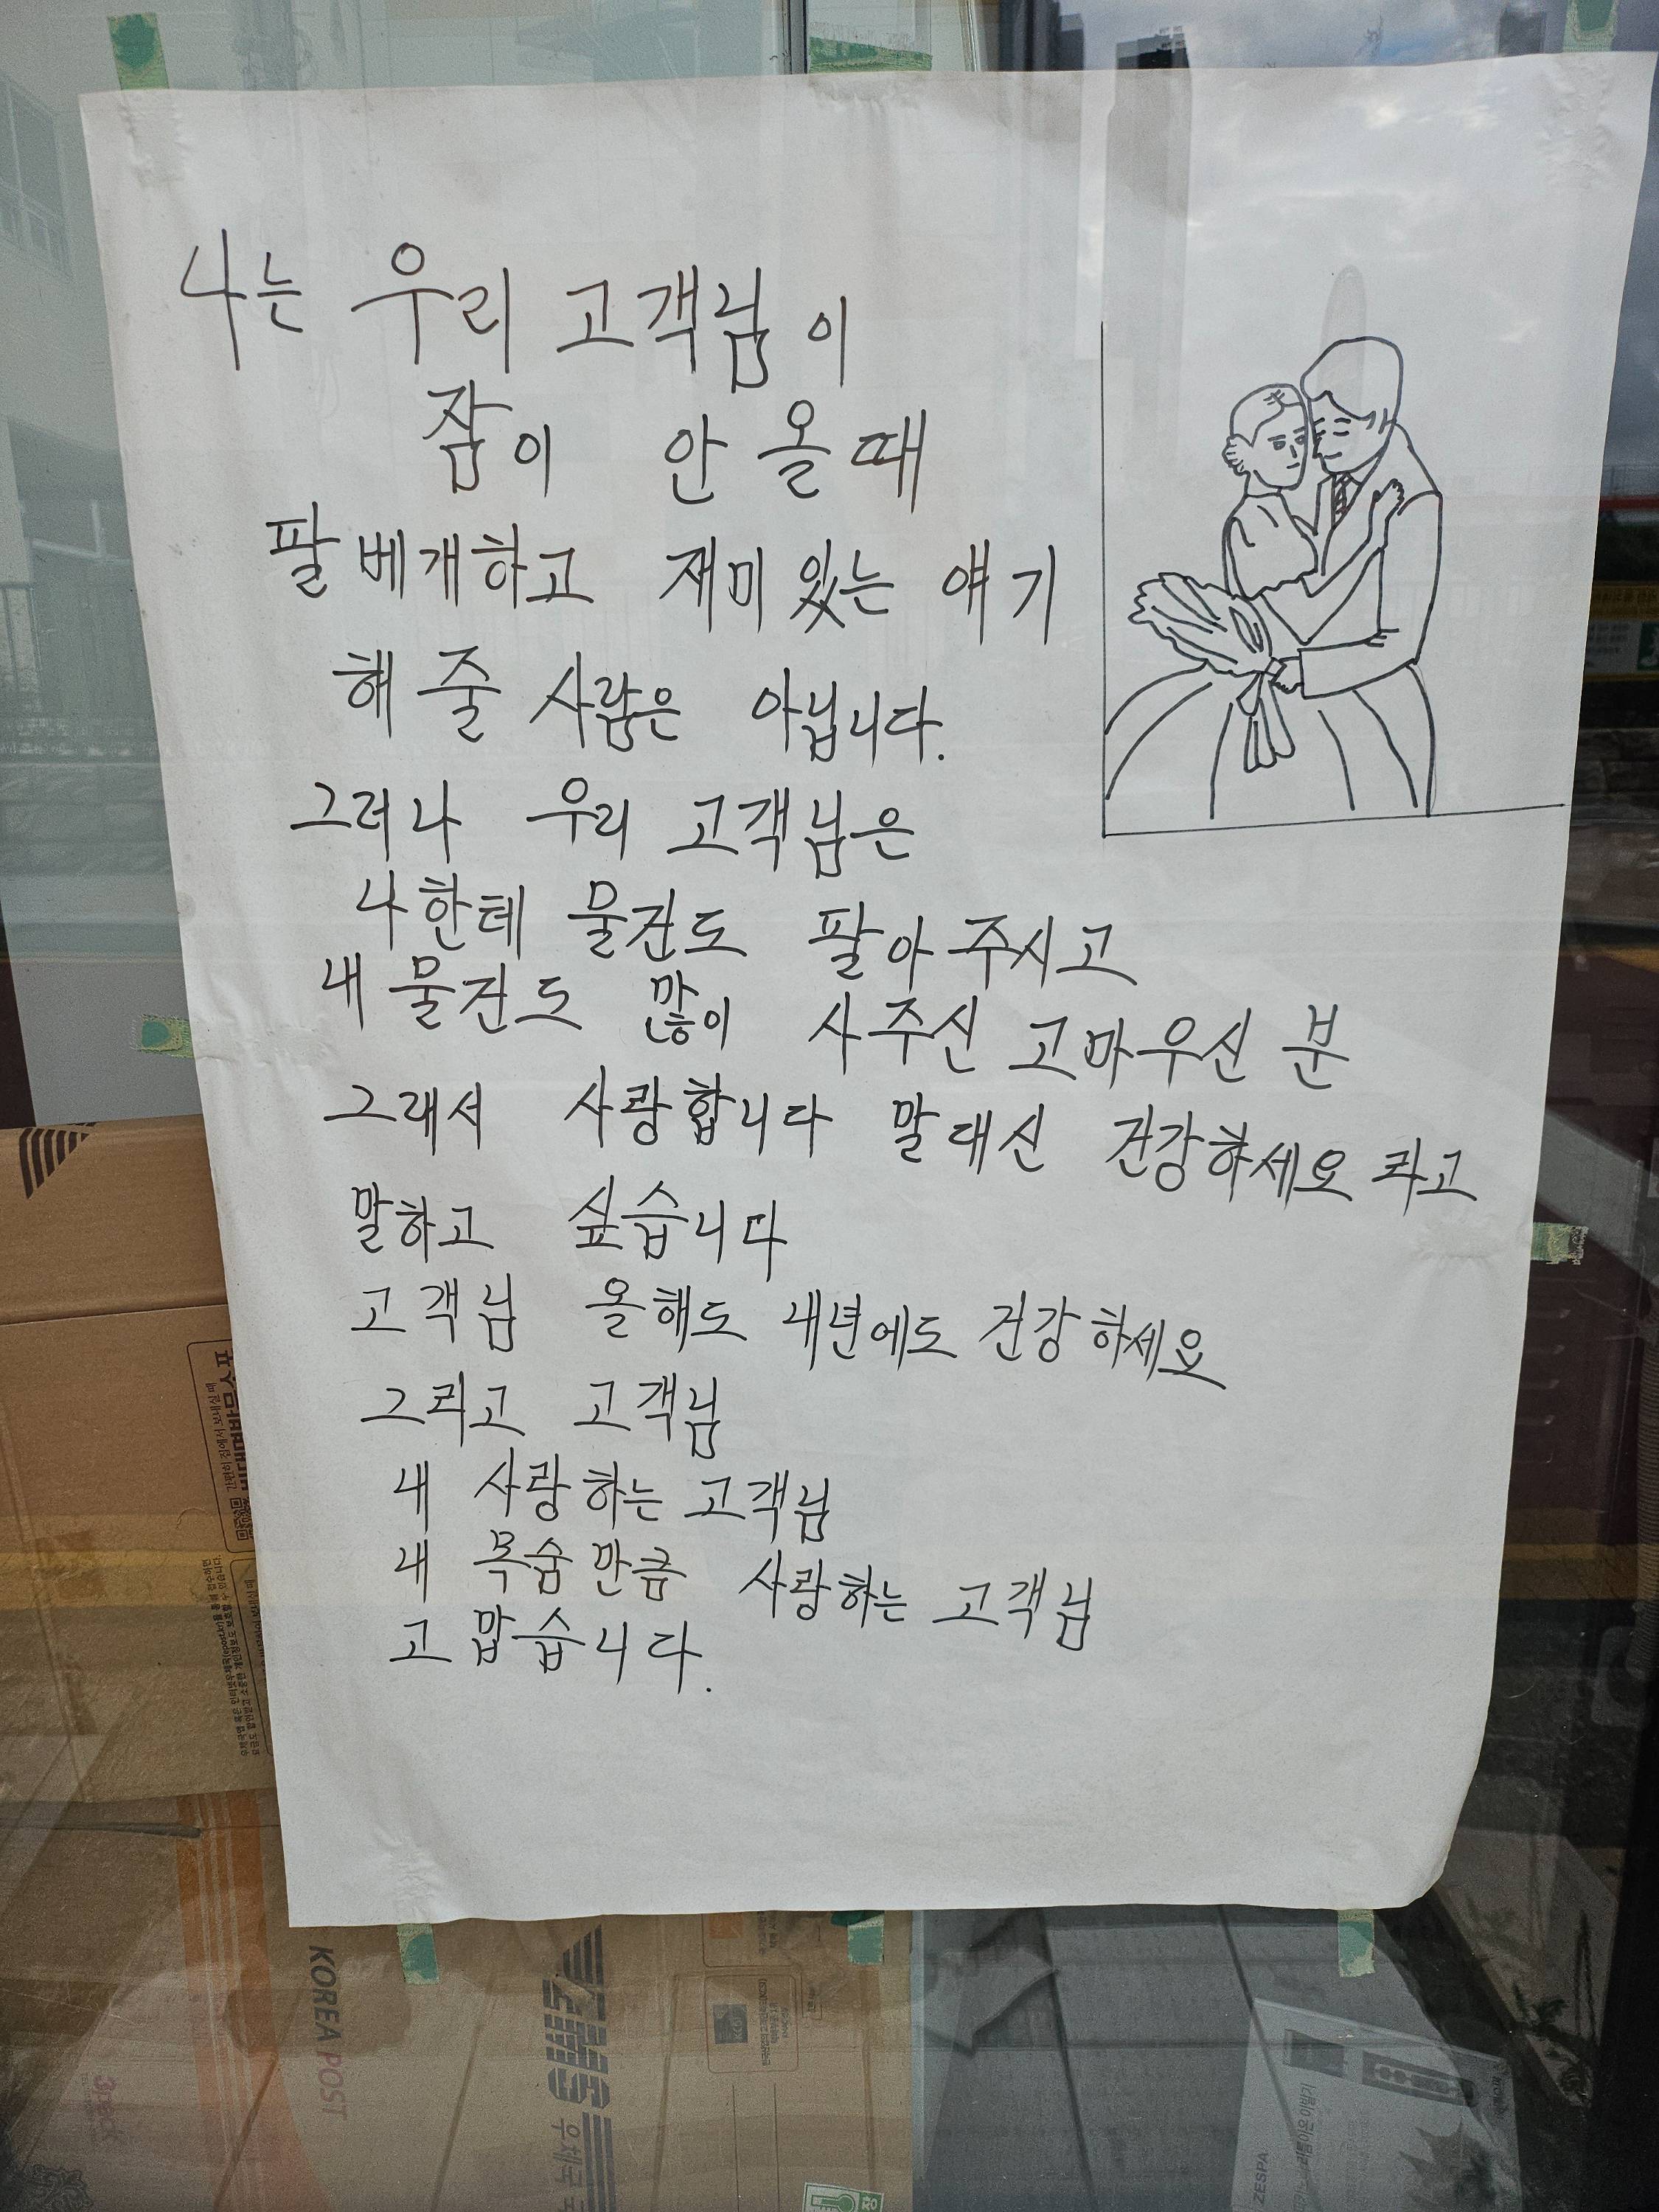 나는 우리 고객님이
잠이 안 올 때
팔베개하고 재미있는 얘기
해 줄 사람은 아닙니다.
그러나 우리 고객님은
나한테 물건도 팔아 주시고
내 물건도 많이 사주신 고마우신 분
그래서 사랑합니다 말대신 건강하세요 라고
말하고 싶습니다
고객님 올해도 내년에도 건강하세요
그리고 고객님
내 사랑하는 고객님
내 목숨만큼 사랑하는 고객님
고맙습니다.
KOREA POST
EMS
우체국
ZESPA